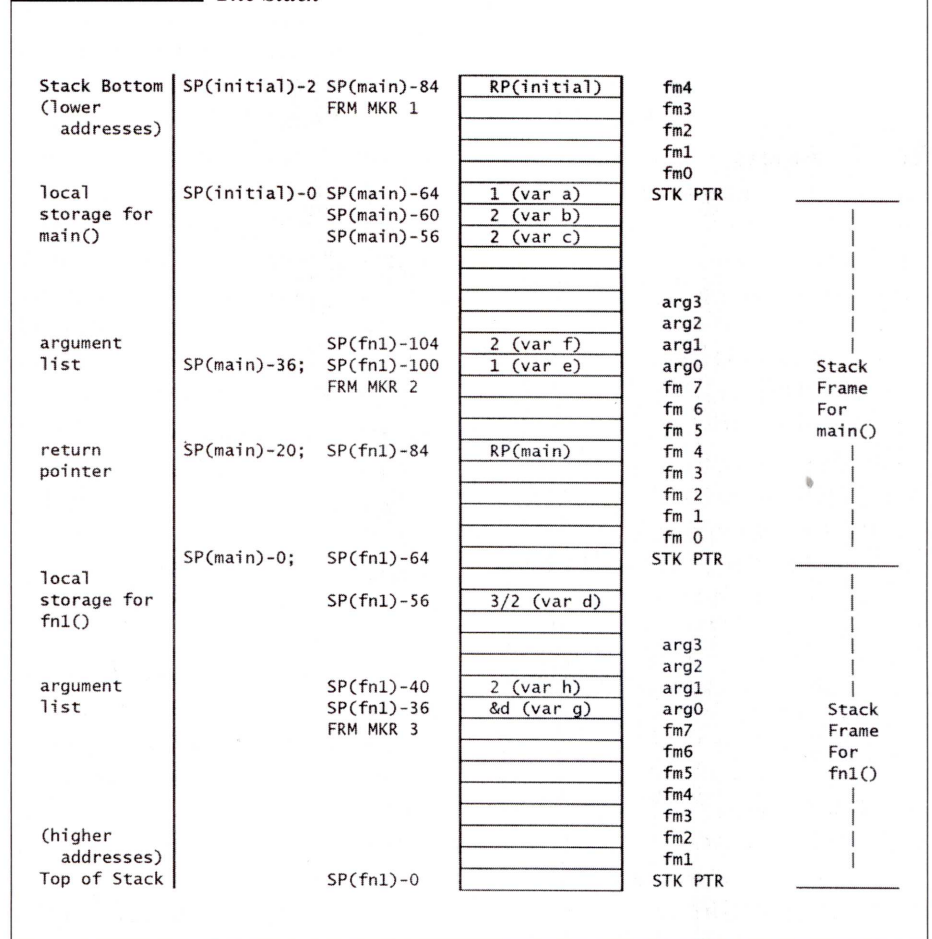 The Stack
Stack Bottom SP(initial)-2 SP(main)-84 RP(initial) fm4
(lower FRM MKR 1 fm3
addresses) fm2
fm1
fm0
local SP(initial)-0 SP(main)-64 1 (var a) STK PTR
storage for SP(main)-60 2 (var b)
main() SP(main)-56 2 (var c)
arg3
arg2
argument SP(fn1)-104 2 (var f) arg1
list SP(main)-36; SP(fn1)-100 1 (var e) arg0 Stack
FRM MKR 2 fm 7 Frame
fm 6 For
fm 5 main()
return SP(main)-20; SP(fn1)-84 RP(main) fm 4
pointer fm 3
fm 2
fm 1
fm 0
SP(main)-0; SP(fn1)-64 STK PTR
local
storage for SP(fn1)-56 3/2 (var d)
fn1()
arg3
arg2
argument SP(fn1)-40 2 (var h) arg1
list SP(fn1)-36 &d (var g) arg0 Stack
FRM MKR 3 fm7 Frame
fm6 For
fm5 fn1()
fm4
fm3
(higher fm2
addresses) fm1
Top of Stack SP(fn1)-0 STK PTR